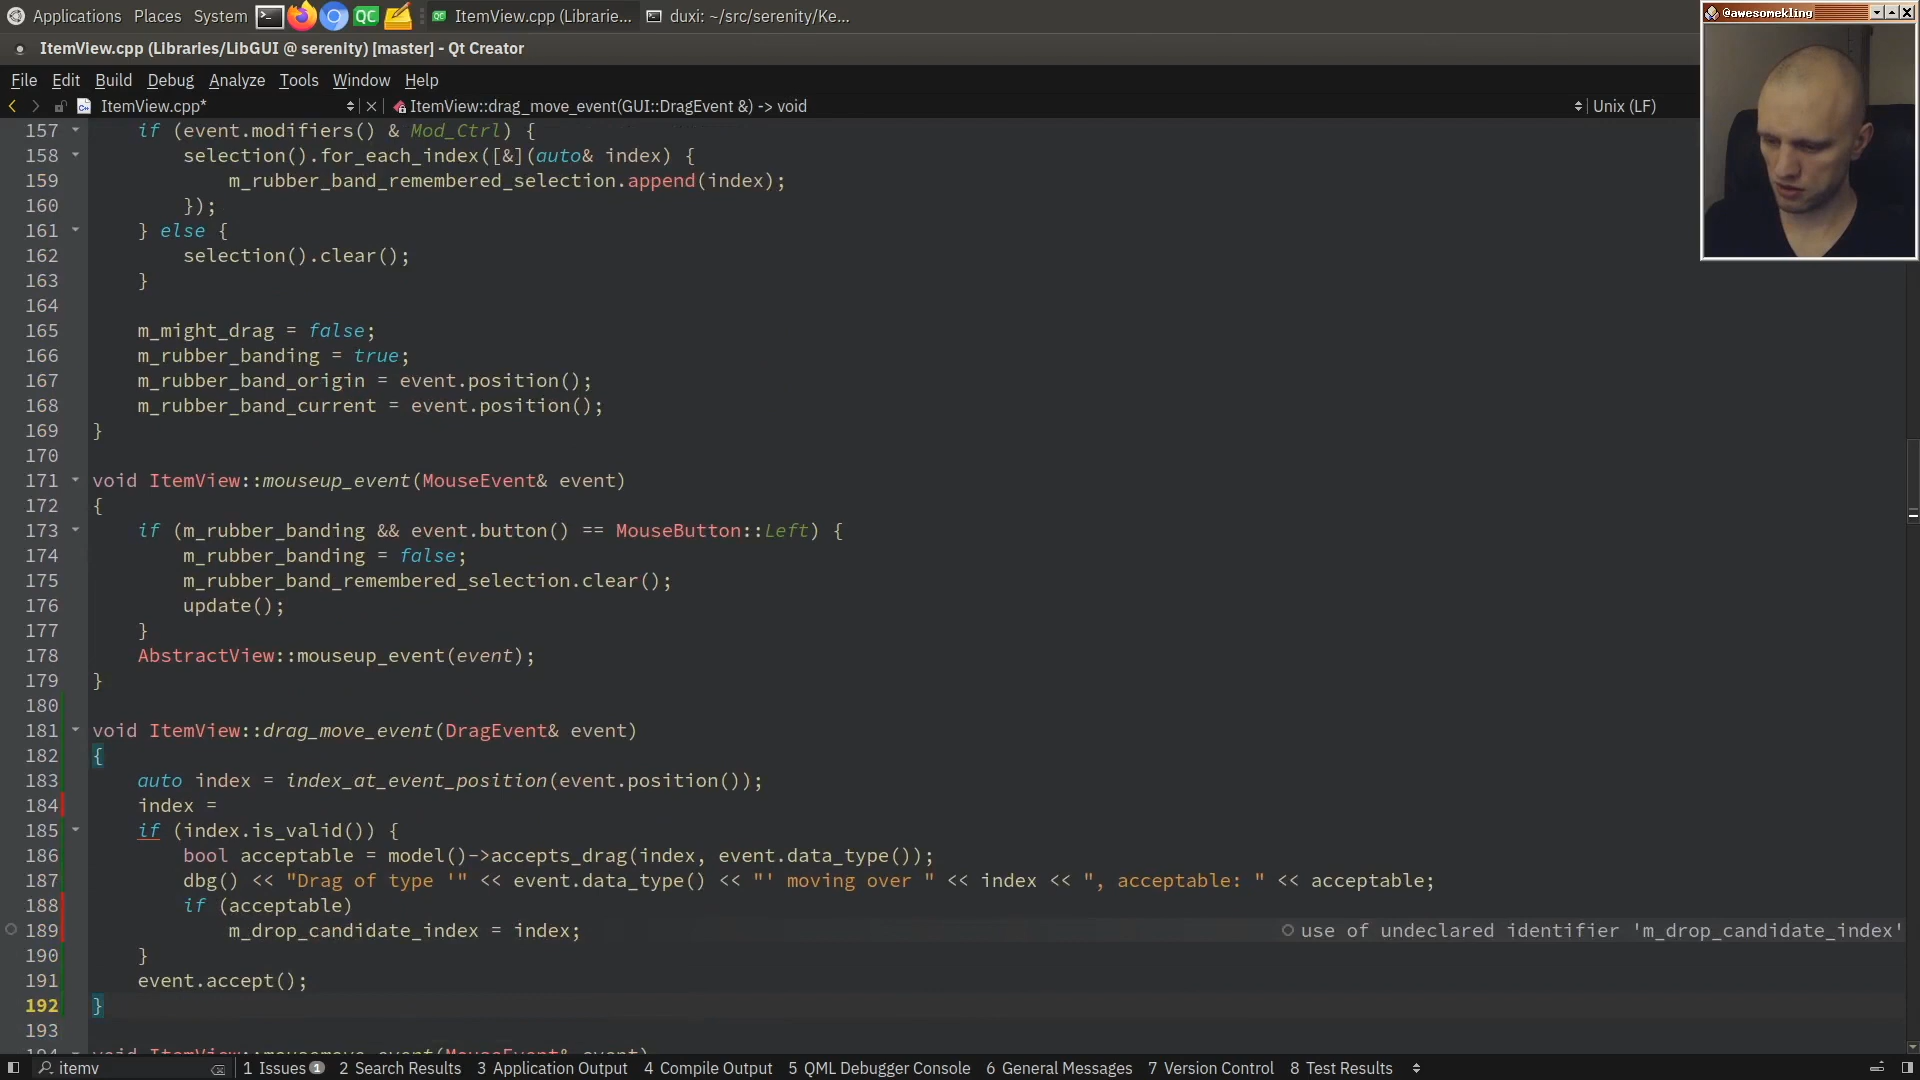 Applications Places System QC QC ItemView.cpp (Librarie... duxi: ~/src/serenity/Ke...
@awesomekling
ItemView.cpp (Libraries/LibGUI @ serenity) [master] - Qt Creator
File Edit Build Debug Analyze Tools Window Help
ItemView.cpp* ItemView::drag_move_event(GUI::DragEvent &) -> void Unix (LF)
157 if (event.modifiers() & Mod_Ctrl) {
158 selection().for_each_index([&](auto& index) {
159 m_rubber_band_remembered_selection.append(index);
160 });
161 } else {
162 selection().clear();
163 }
164
165 m_might_drag = false;
166 m_rubber_banding = true;
167 m_rubber_band_origin = event.position();
168 m_rubber_band_current = event.position();
169 }
170
171 void ItemView::mouseup_event(MouseEvent& event)
172 {
173 if (m_rubber_banding && event.button() == MouseButton::Left) {
174 m_rubber_banding = false;
175 m_rubber_band_remembered_selection.clear();
176 update();
177 }
178 AbstractView::mouseup_event(event);
179 }
180
181 void ItemView::drag_move_event(DragEvent& event)
182 {
183 auto index = index_at_event_position(event.position());
184 index =
185 if (index.is_valid()) {
186 bool acceptable = model()->accepts_drag(index, event.data_type());
187 dbg() << "Drag of type '" << event.data_type() << "' moving over " << index << ", acceptable: " << acceptable;
188 if (acceptable)
189 m_drop_candidate_index = index; use of undeclared identifier 'm_drop_candidate_index'
190 }
191 event.accept();
192 }
193
194 void ItemView::mousemove_event(MouseEvent& event)
itemv 1 Issues 1 2 Search Results 3 Application Output 4 Compile Output 5 QML Debugger Console 6 General Messages 7 Version Control 8 Test Results